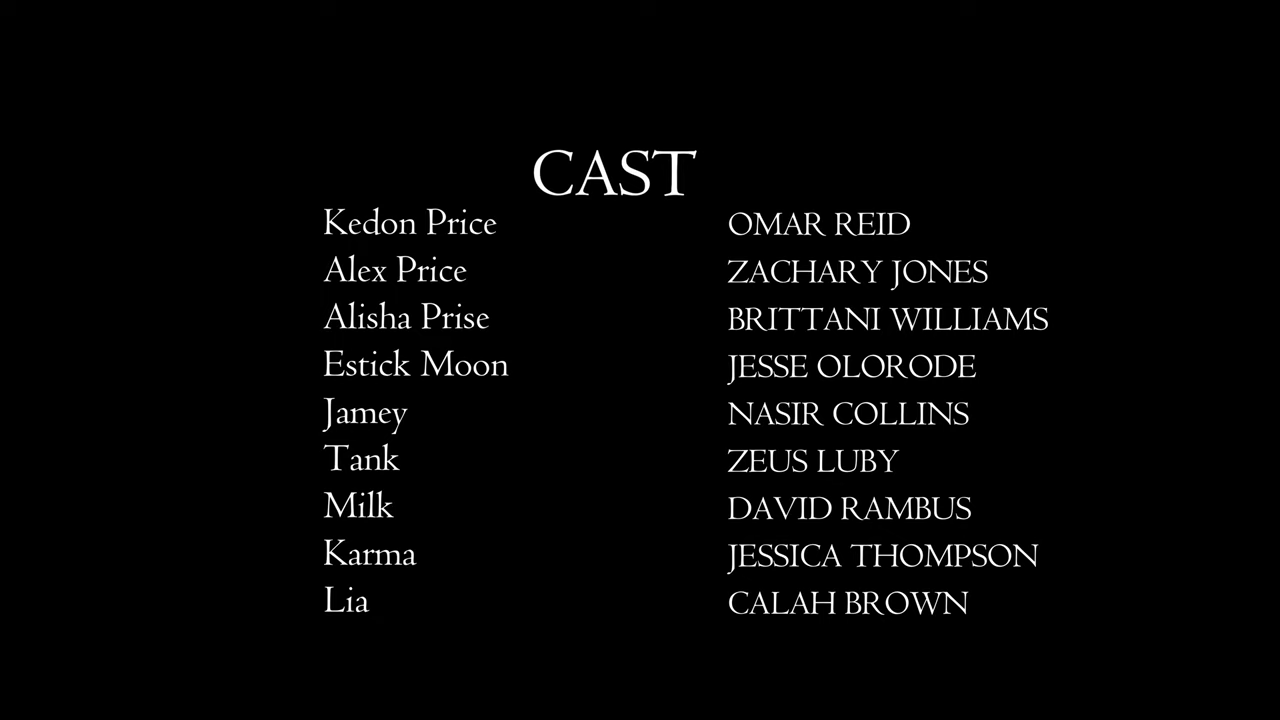 CAST
Kedon Price OMAR REID
Alex Price ZACHARY JONES
Alisha Prise BRITTANI WILLIAMS
Estick Moon JESSE OLORODE
Jamey NASIR COLLINS
Tank ZEUS LUBY
Milk DAVID RAMBUS
Karma JESSICA THOMPSON
Lia CALAH BROWN